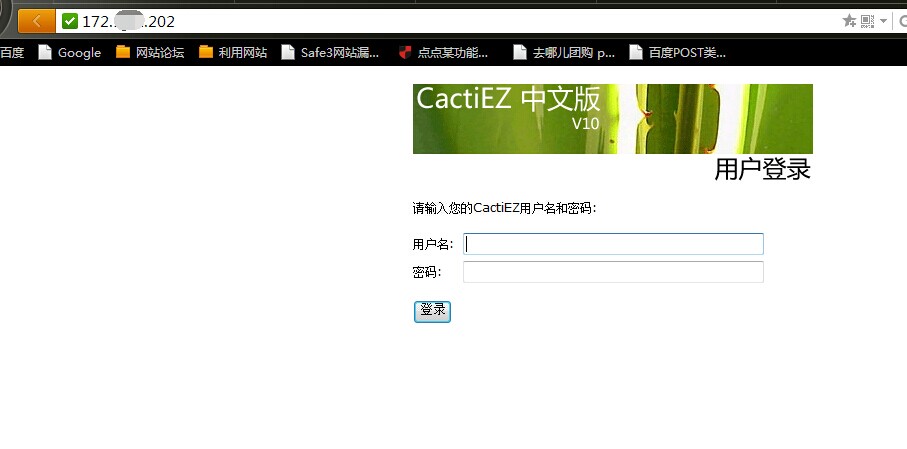 172. .202
百度 Google 网站论坛 利用网站 Safe3网站漏... 点点某功能... 去哪儿团购 p... 百度POST类...
CactiEZ 中文版
V10
用户登录
请输入您的CactiEZ用户名和密码:
用户名:
密码:
登录